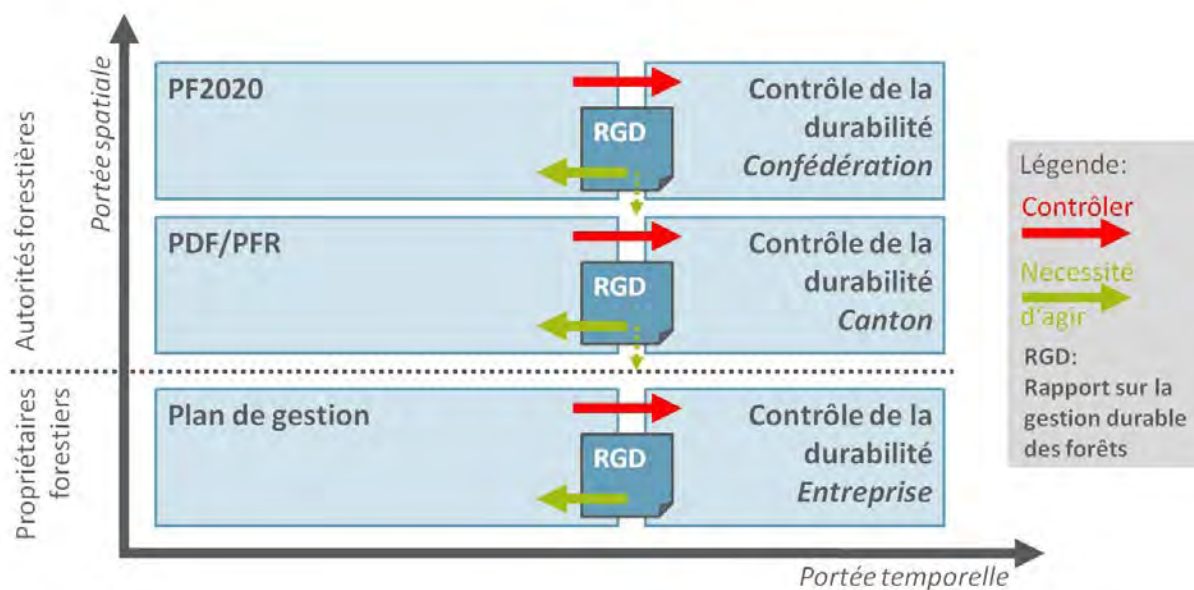 Autorités forestières
Propriétaires
forestiers
Portée spatiale
PF2020
RGD
Contrôle de la
durabilité
Confédération
PDF/PFR
RGD
Contrôle de la
durabilité
Canton
Plan de gestion
RGD
Contrôle de la
durabilité
Entreprise
Portée temporelle
Légende:
Contrôler
Nécessité
d'agir
RGD:
Rapport sur la
gestion durable
des forêts